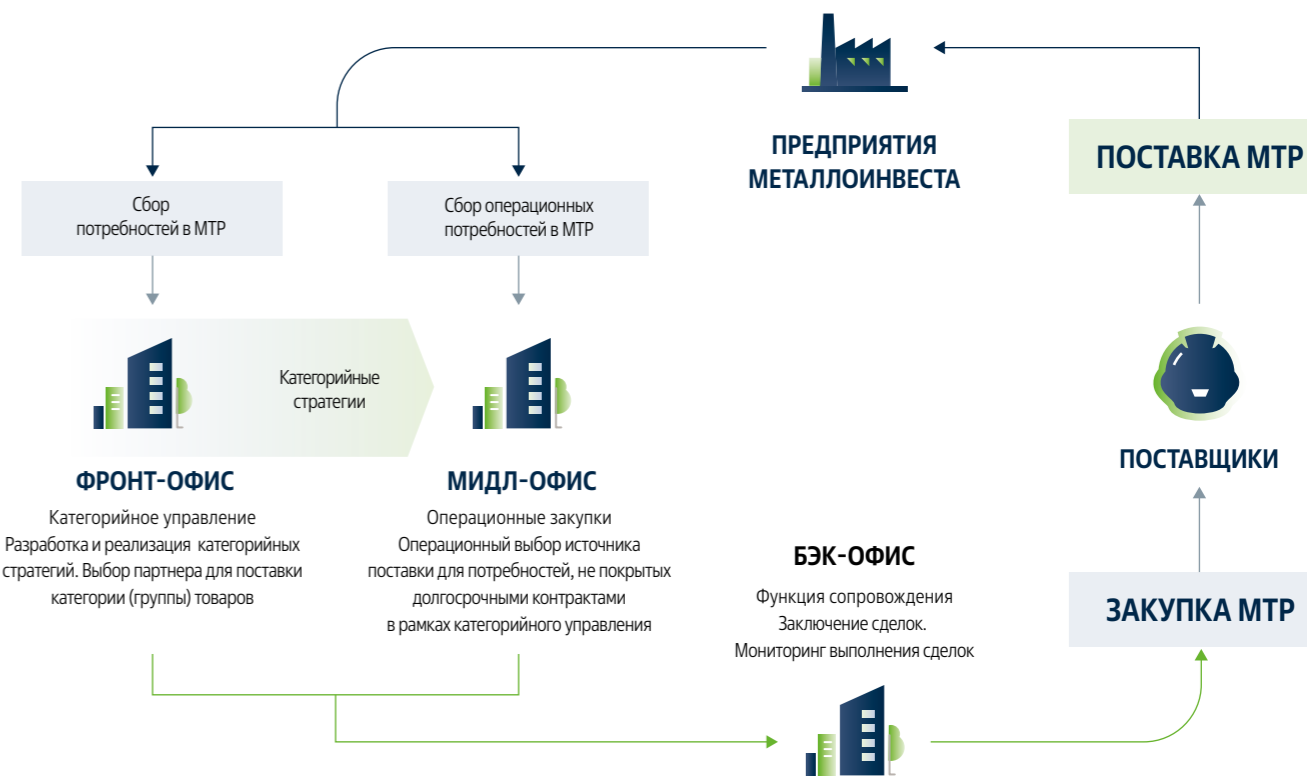 ПРЕДПРИЯТИЯ
МЕТАЛЛОИНВЕСТА
ПОСТАВКА МТР
Сбор
потребностей в МТР
Сбор операционных
потребностей в МТР
Категорийные
стратегии
ФРОНТ-ОФИС
Категорийное управление
Разработка и реализация категорийных
стратегий. Выбор партнера для поставки
категории (группы) товаров
МИДЛ-ОФИС
Операционные закупки
Операционный выбор источника
поставки для потребностей, не покрытых
долгосрочными контрактами
в рамках категорийного управления
ПОСТАВЩИКИ
БЭК-ОФИС
Функция сопровождения
Заключение сделок.
Мониторинг выполнения сделок
ЗАКУПКА МТР